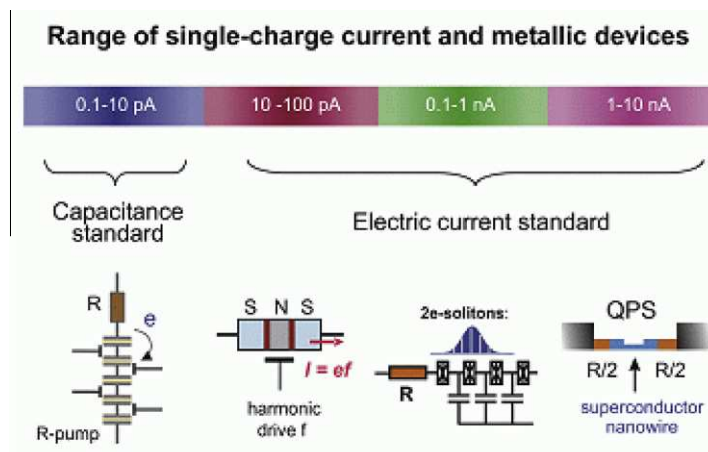 Range of single-charge current and metallic devices
0.1-10 pA
10 -100 pA
0.1-1 nA
1-10 nA
Capacitance
standard
Electric current standard
R
e
R-pump
S N S
I = ef
harmonic
drive f
2e-solitons:
R
QPS
R/2
R/2
superconductor
nanowire